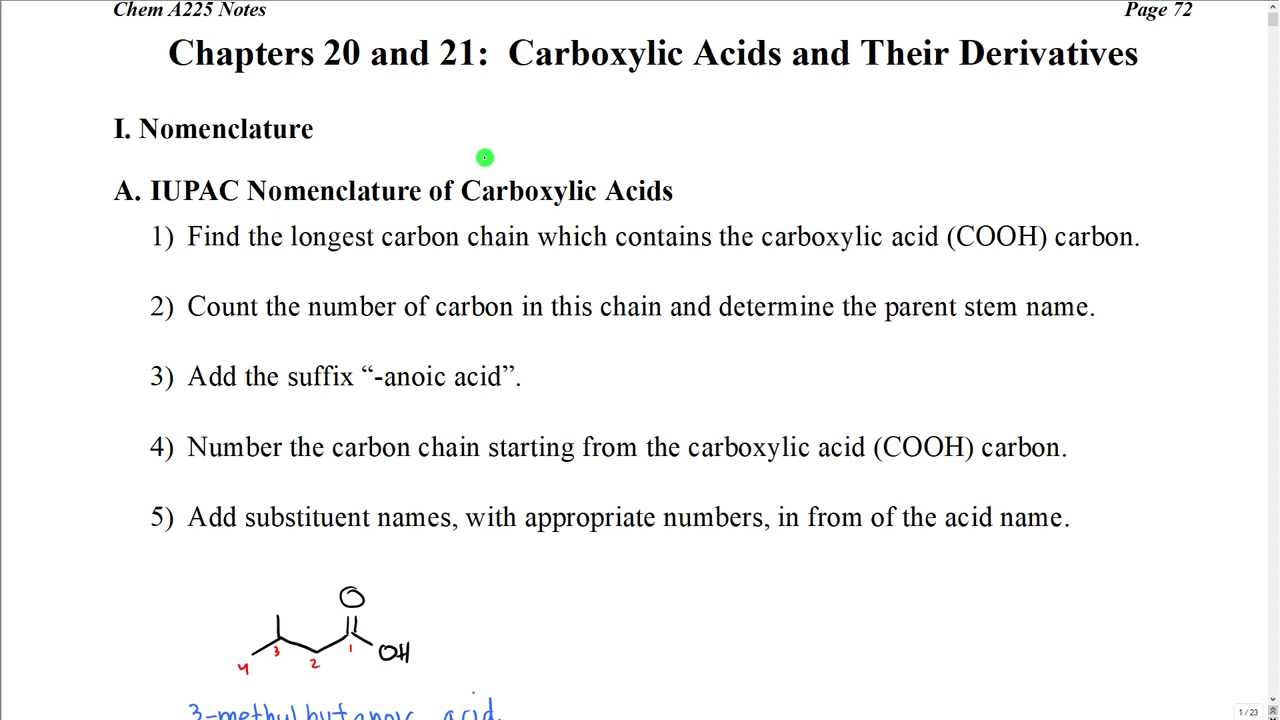 Chem A225 Notes Page 72
Chapters 20 and 21: Carboxylic Acids and Their Derivatives
I. Nomenclature
A. IUPAC Nomenclature of Carboxylic Acids
1) Find the longest carbon chain which contains the carboxylic acid (COOH) carbon.
2) Count the number of carbon in this chain and determine the parent stem name.
3) Add the suffix “-anoic acid”.
4) Number the carbon chain starting from the carboxylic acid (COOH) carbon.
5) Add substituent names, with appropriate numbers, in from of the acid name.
O
4 3 2 1 OH
3-methylbutanoic acid
1 / 23